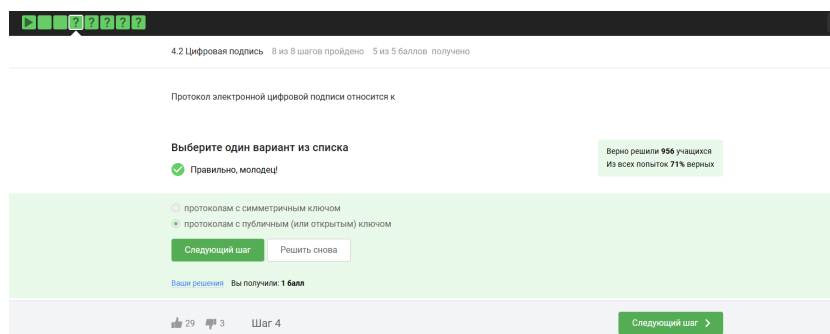 ? ? ? ? ?
4.2 Цифровая подпись 8 из 8 шагов пройдено 5 из 5 баллов получено
Протокол электронной цифровой подписи относится к
Выберите один вариант из списка
Правильно, молодец!
Верно решили 956 учащихся
Из всех попыток 71% верных
протоколам с симметричным ключом
протоколам с публичным (или открытым) ключом
Следующий шаг Решить снова
Ваши решения Вы получили: 1 балл
29 3 Шаг 4 Следующий шаг